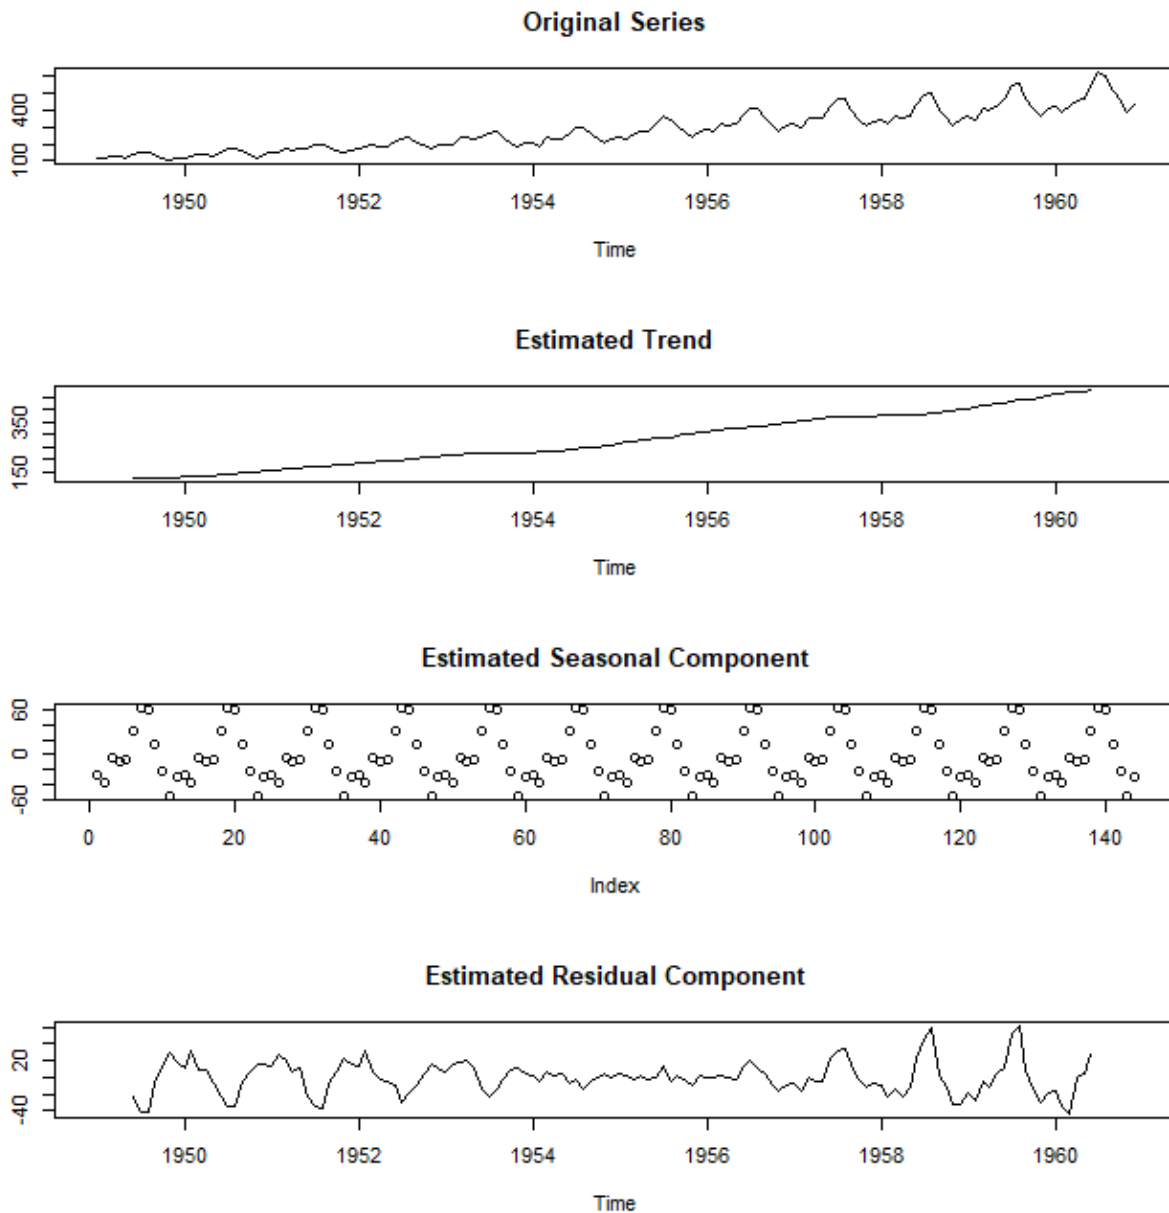 Original Series
400
100
1950 1952 1954 1956 1958 1960
Time
Estimated Trend
350
150
1950 1952 1954 1956 1958 1960
Time
Estimated Seasonal Component
60
0
-60
0 20 40 60 80 100 120 140
Index
Estimated Residual Component
20
-40
1950 1952 1954 1956 1958 1960
Time